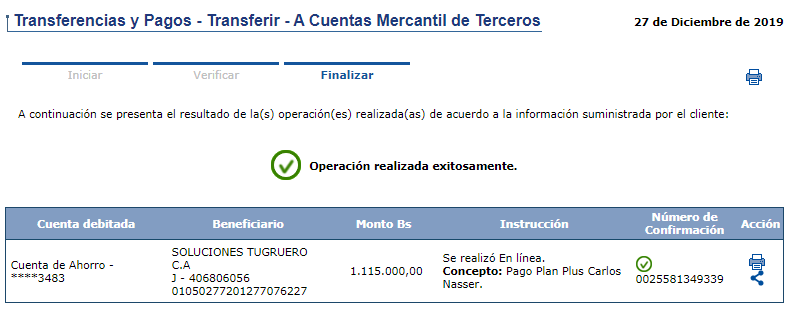 Transferencias y Pagos - Transferir - A Cuentas Mercantil de Terceros
27 de Diciembre de 2019
Iniciar
Verificar
Finalizar
A continuación se presenta el resultado de la(s) operación(es) realizada(as) de acuerdo a la información suministrada por el cliente:
Operación realizada exitosamente.
Cuenta debitada
Beneficiario
Monto Bs
Instrucción
Número de
Confirmación
Acción
Cuenta de Ahorro -
****3483
SOLUCIONES TUGRUERO
C.A
J - 406806056
01050277201277076227
1.115.000,00
Se realizó En línea.
Concepto: Pago Plan Plus Carlos
Nasser.
0025581349339